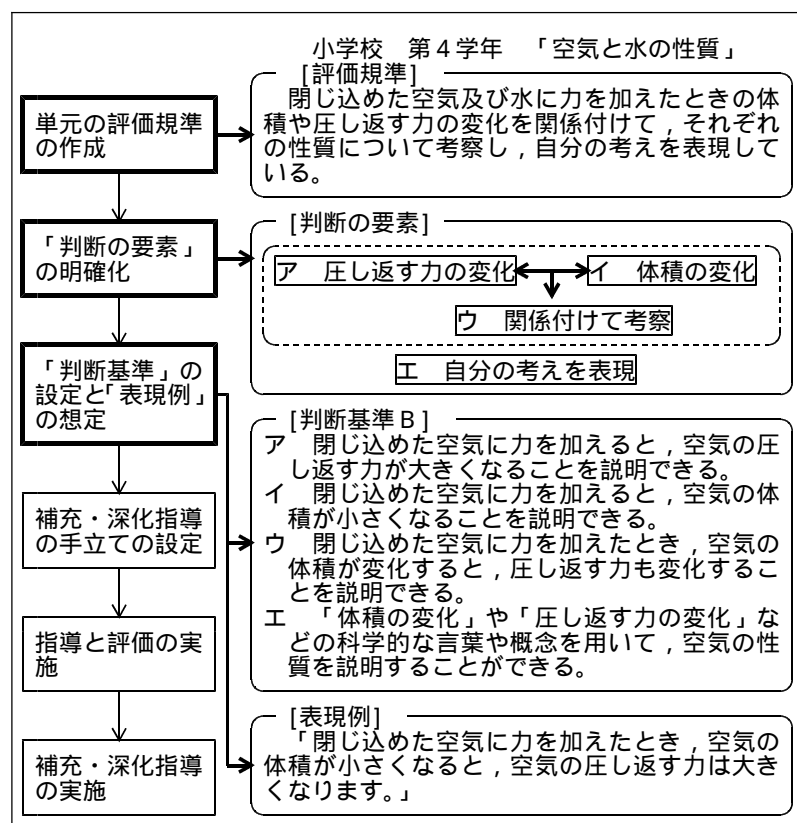 小学校　第４学年　「空気と水の性質」
単元の評価規準
の作成
「判断の要素」
の明確化
「判断基準」の
設定と「表現例」
の想定
補充・深化指導
の手立ての設定
指導と評価の実
施
補充・深化指導
の実施
[評価規準]
　閉じ込めた空気及び水に力を加えたときの体
積や圧し返す力の変化を関係付けて，それぞれ
の性質について考察し，自分の考えを表現して
いる。
[判断の要素]
ア　圧し返す力の変化
イ　体積の変化
ウ　関係付けて考察
エ　自分の考えを表現
[判断基準Ｂ]
ア　閉じ込めた空気に力を加えると，空気の圧
し返す力が大きくなることを説明できる。
イ　閉じ込めた空気に力を加えると，空気の体
積が小さくなることを説明できる。
ウ　閉じ込めた空気に力を加えたとき，空気の
体積が変化すると，圧し返す力も変化するこ
とを説明できる。
エ　「体積の変化」や「圧し返す力の変化」な
どの科学的な言葉や概念を用いて，空気の性
質を説明することができる。
[表現例]
「閉じ込めた空気に力を加えたとき，空気の
体積が小さくなると，空気の圧し返す力は大き
くなります。」